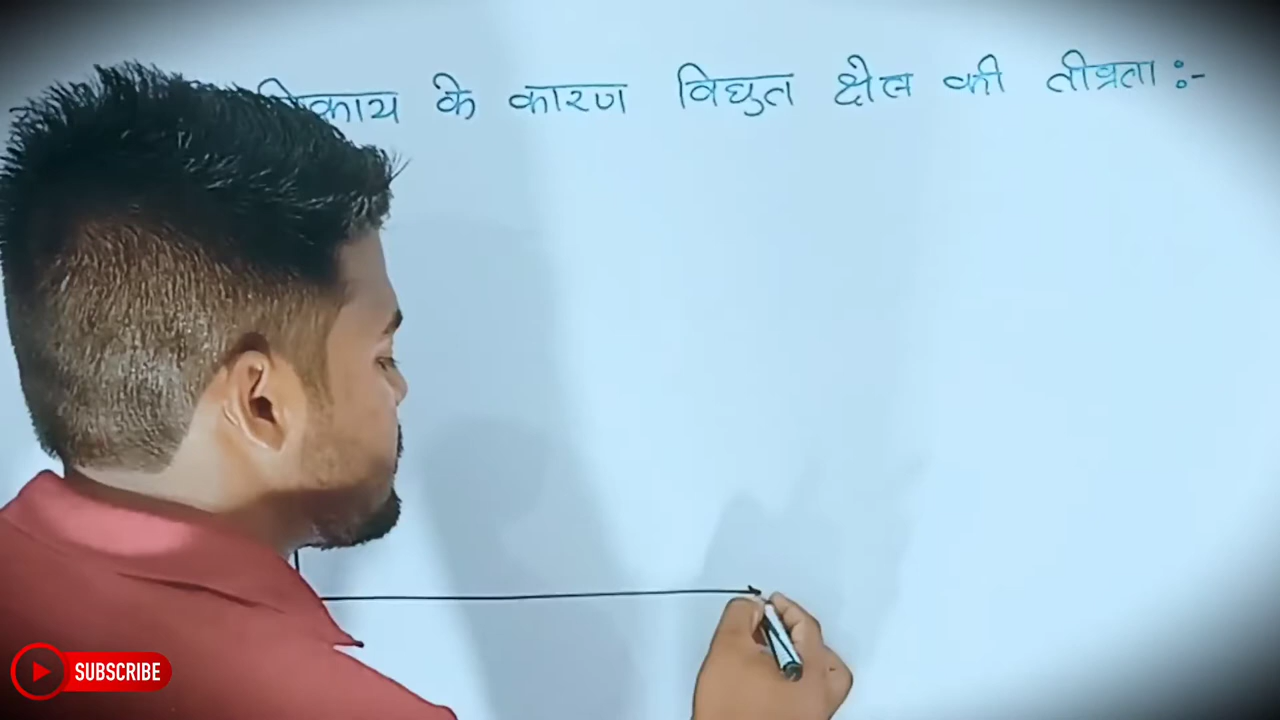 के कारण विद्युत क्षेत्र की तीव्रता :-
SUBSCRIBE